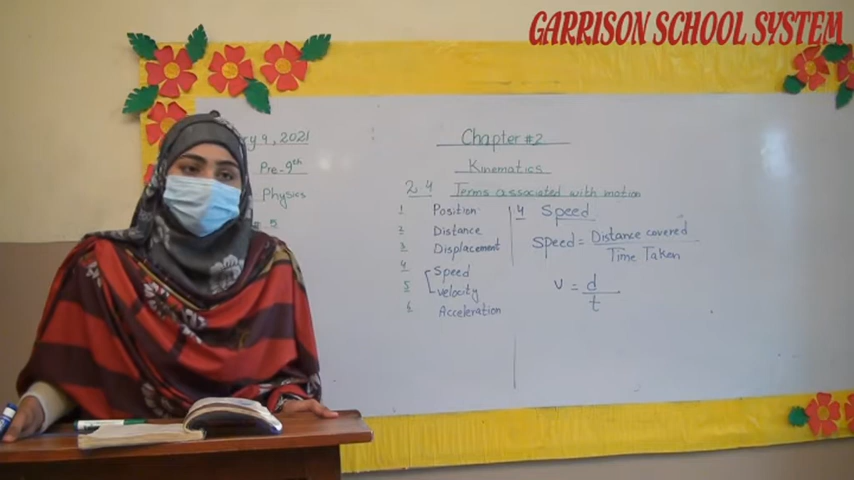 GARRISON SCHOOL SYSTEM
9, 2021
Pre-9th
Physics
5
Chapter #2
Kinematics
2.4 Terms associated with motion
1 Position
2 Distance
3 Displacement
4 Speed
5 velocity
6 Acceleration
4 Speed
Speed = Distance covered
Time Taken
v = d
t